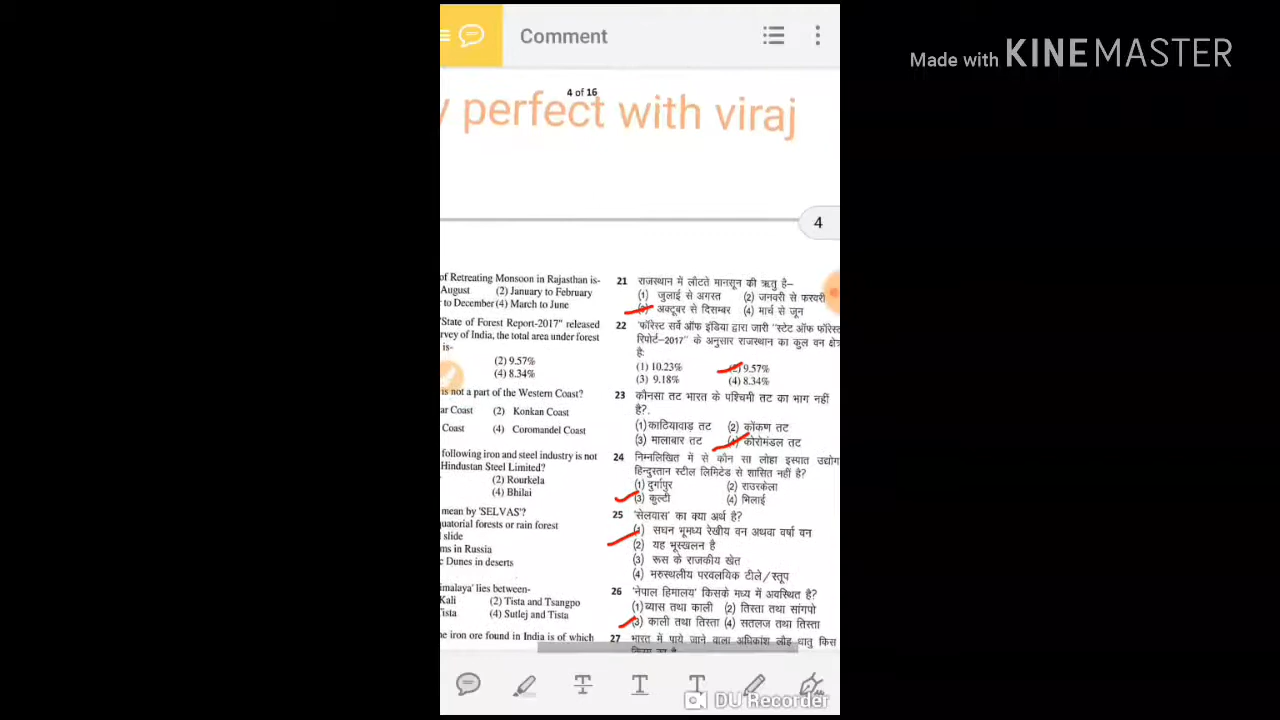 Comment
Made with KINEMASTER
4 of 16
y perfect with viraj
4
of Retreating Monsoon in Rajasthan is-
August (2) January to February
to December (4) March to June
"State of Forest Report-2017" released
rvey of India, the total area under forest
is-
(2) 9.57%
(4) 8.34%
is not a part of the Western Coast?
ar Coast (2) Konkan Coast
Coast (4) Coromandel Coast
following iron and steel industry is not
Hindustan Steel Limited?
(2) Rourkela
(4) Bhilai
mean by 'SELVAS'?
quatorial forests or rain forest
slide
ms in Russia
c Dunes in deserts
imalaya' lies between-
Kali (2) Tista and Tsangpo
ista (4) Sutlej and Tista
he iron ore found in India is of which
21 राजस्थान में लौटते मानसून की ऋतु है–
(1) जुलाई से अगस्त (2) जनवरी से फरवरी
(3) अक्टूबर से दिसम्बर (4) मार्च से जून
22 'फॉरेस्ट सर्वे ऑफ इंडिया द्वारा जारी "स्टेट ऑफ फॉरेस्ट
रिपोर्ट–2017" के अनुसार राजस्थान का कुल वन क्षेत्र
है:
(1) 10.23% (2) 9.57%
(3) 9.18% (4) 8.34%
23 कौनसा तट भारत के पश्चिमी तट का भाग नहीं
है?.
(1) काठियावाड़ तट (2) कोंकण तट
(3) मालाबार तट (4) कोरोमंडल तट
24 निम्नलिखित में से कौन सा लोहा इस्पात उद्योग
हिन्दुस्तान स्टील लिमिटेड से शासित नहीं है?
(1) दुर्गापुर (2) राउरकेला
(3) कुल्टी (4) भिलाई
25 'सेलवास' का क्या अर्थ है?
(1) सघन भूमध्य रेखीय वन अथवा वर्षा वन
(2) यह भूस्खलन है
(3) रूस के राजकीय खेत
(4) मरुस्थलीय परवलयिक टीले/स्तूप
26 'नेपाल हिमालय' किसके मध्य में अवस्थित है?
(1) ब्यास तथा काली (2) तिस्ता तथा सांगपो
(3) काली तथा तिस्ता (4) सतलज तथा तिस्ता
27 भारत में पाये जाने वाला अधिकांश लौह धातु किस
DU Recorder